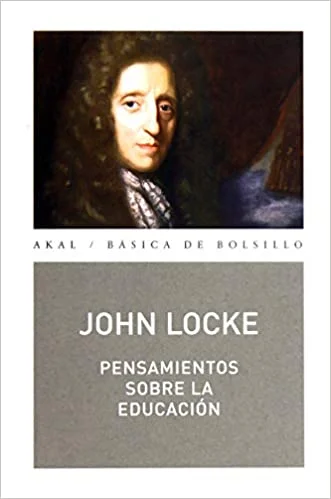 AKAL / BÁSICA DE BOLSILLO
JOHN LOCKE
PENSAMIENTOS
SOBRE LA
EDUCACIÓN